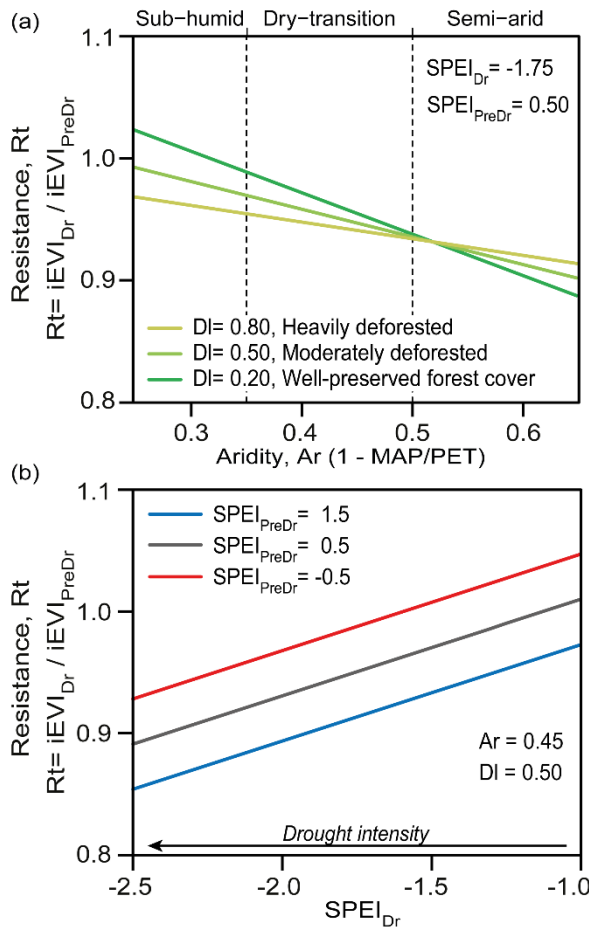 (a)
Sub-humid Dry-transition Semi-arid
1.1
1.0
0.9
0.8
Resistance, Rt
Rt= iEVI_Dr / iEVI_PreDr
SPEI_Dr= -1.75
SPEI_PreDr= 0.50
Dl= 0.80, Heavily deforested
Dl= 0.50, Moderately deforested
Dl= 0.20, Well-preserved forest cover
0.3 0.4 0.5 0.6
Aridity, Ar (1 - MAP/PET)
(b)
1.1
1.0
0.9
0.8
Resistance, Rt
Rt= iEVI_Dr / iEVI_PreDr
SPEI_PreDr= 1.5
SPEI_PreDr= 0.5
SPEI_PreDr= -0.5
Ar = 0.45
Dl = 0.50
Drought intensity
-2.5 -2.0 -1.5 -1.0
SPEI_Dr